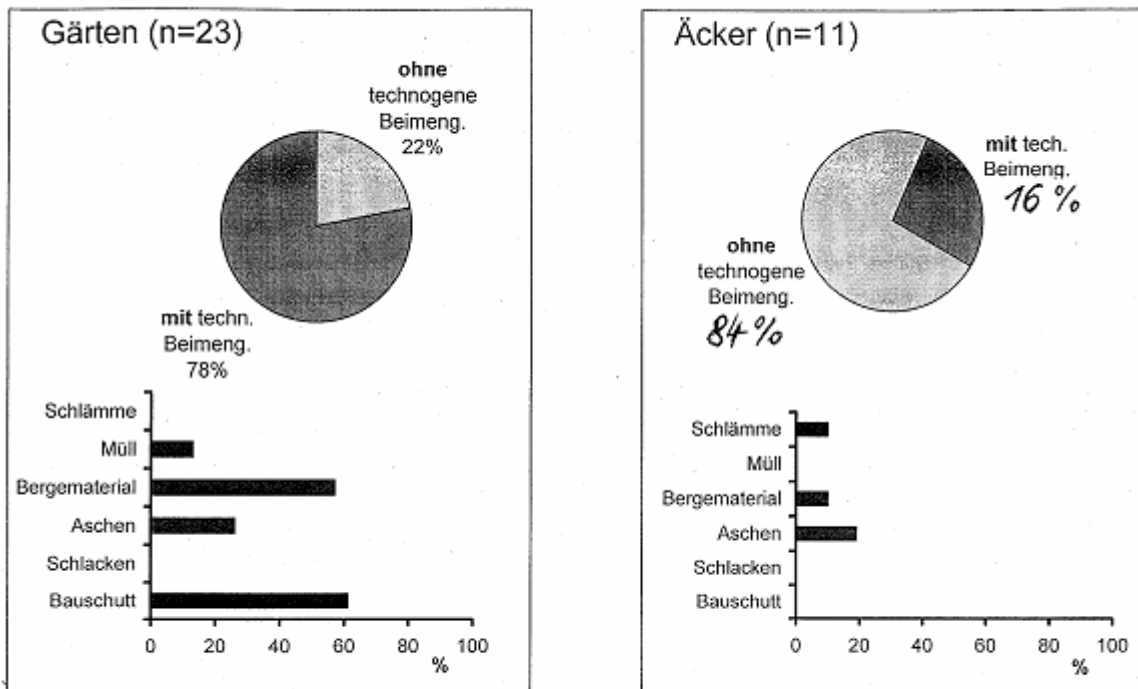 Gärten (n=23)
ohne
technogene
Beimeng.
22%
mit techn.
Beimeng.
78%
Schlämme
Müll
Bergematerial
Aschen
Schlacken
Bauschutt
0 20 40 60 80 100
%
Äcker (n=11)
mit tech.
Beimeng.
16 %
ohne
technogene
Beimeng.
84 %
Schlämme
Müll
Bergematerial
Aschen
Schlacken
Bauschutt
0 20 40 60 80 100
%